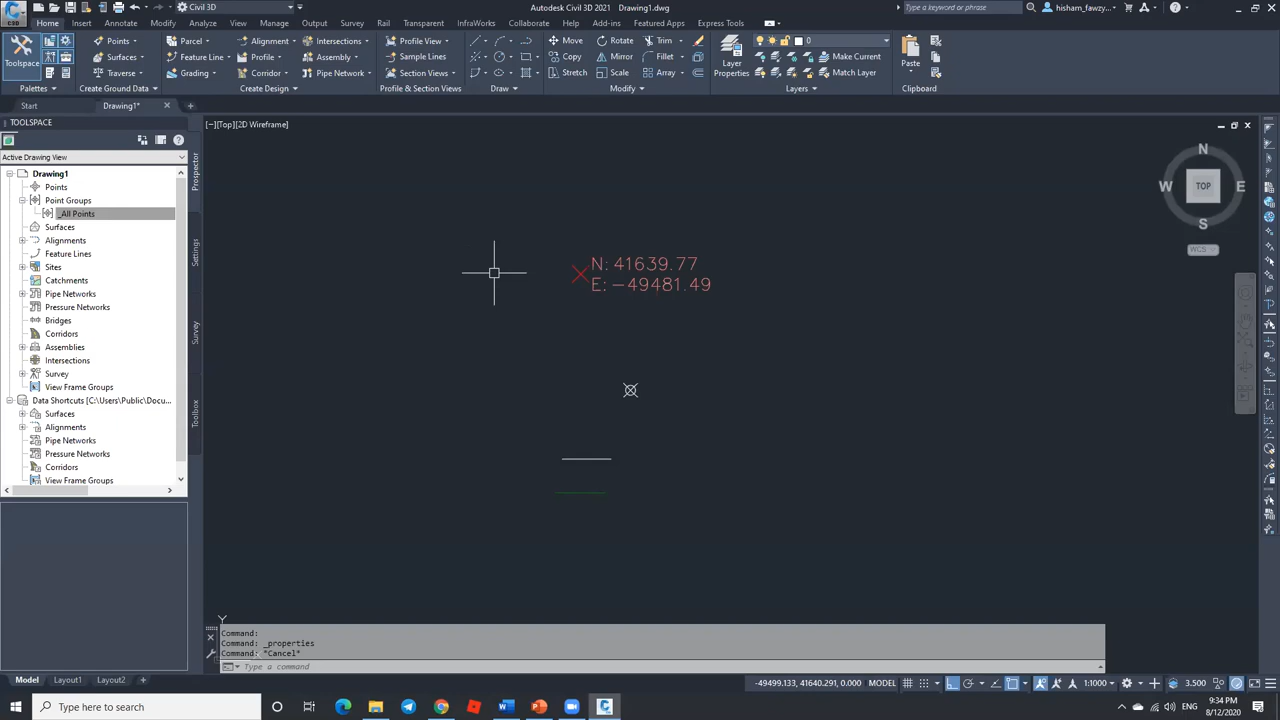 C3D
Civil 3D
Autodesk Civil 3D 2021 Drawing1.dwg
Type a keyword or phrase
hisham_fawzy...
Home Insert Annotate Modify Analyze View Manage Output Survey Rail Transparent InfraWorks Collaborate Help Add-ins Featured Apps Express Tools
Toolspace
Points
Surfaces
Traverse
Parcel
Feature Line
Grading
Alignment
Profile
Corridor
Intersections
Assembly
Pipe Network
Profile View
Sample Lines
Section Views
Move
Copy
Stretch
Rotate
Mirror
Scale
Trim
Fillet
Array
Layer
Properties
0
Make Current
Match Layer
Paste
Palettes Create Ground Data Create Design Profile & Section Views Draw Modify Layers Clipboard
Start Drawing1*
TOOLSPACE
[−][Top][2D Wireframe]
Active Drawing View
Drawing1
Points
Point Groups
_All Points
Surfaces
Alignments
Feature Lines
Sites
Catchments
Pipe Networks
Pressure Networks
Bridges
Corridors
Assemblies
Intersections
Survey
View Frame Groups
Data Shortcuts [C:\Users\Public\Docu...
Surfaces
Alignments
Pipe Networks
Pressure Networks
Corridors
View Frame Groups
Prospector
Settings
Survey
Toolbox
N: 41639.77
E: −49481.49
N
W TOP E
S
WCS
Y
Command:
Command: _properties
Command: *Cancel*
Type a command
Model Layout1 Layout2
-49499.133, 41640.291, 0.000 MODEL
1:1000
3.500
Type here to search
ENG
9:34 PM
8/12/2020